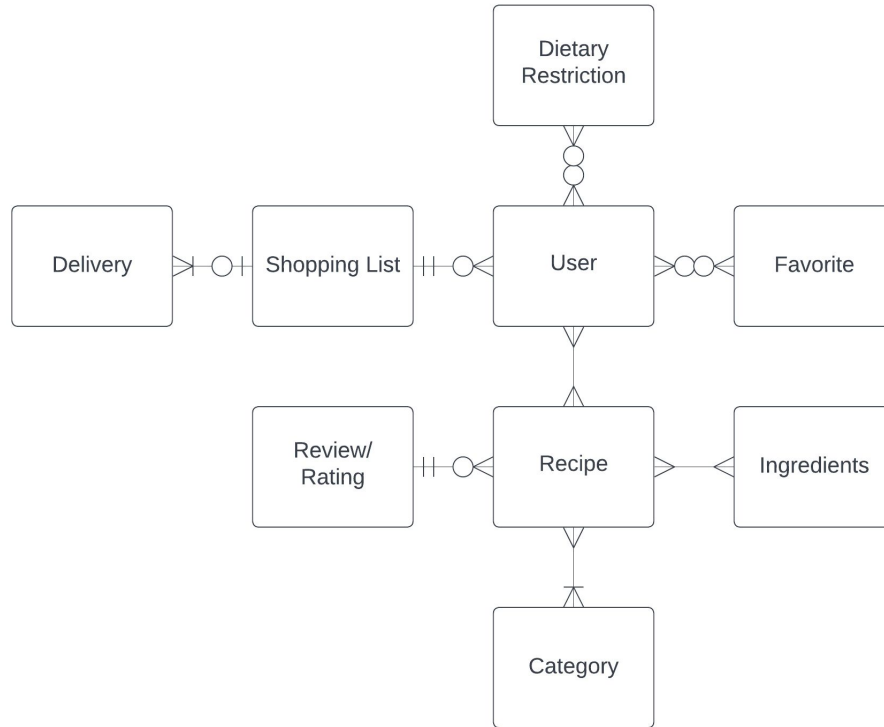 Dietary
Restriction
Delivery
Shopping List
User
Favorite
Review/
Rating
Recipe
Ingredients
Category